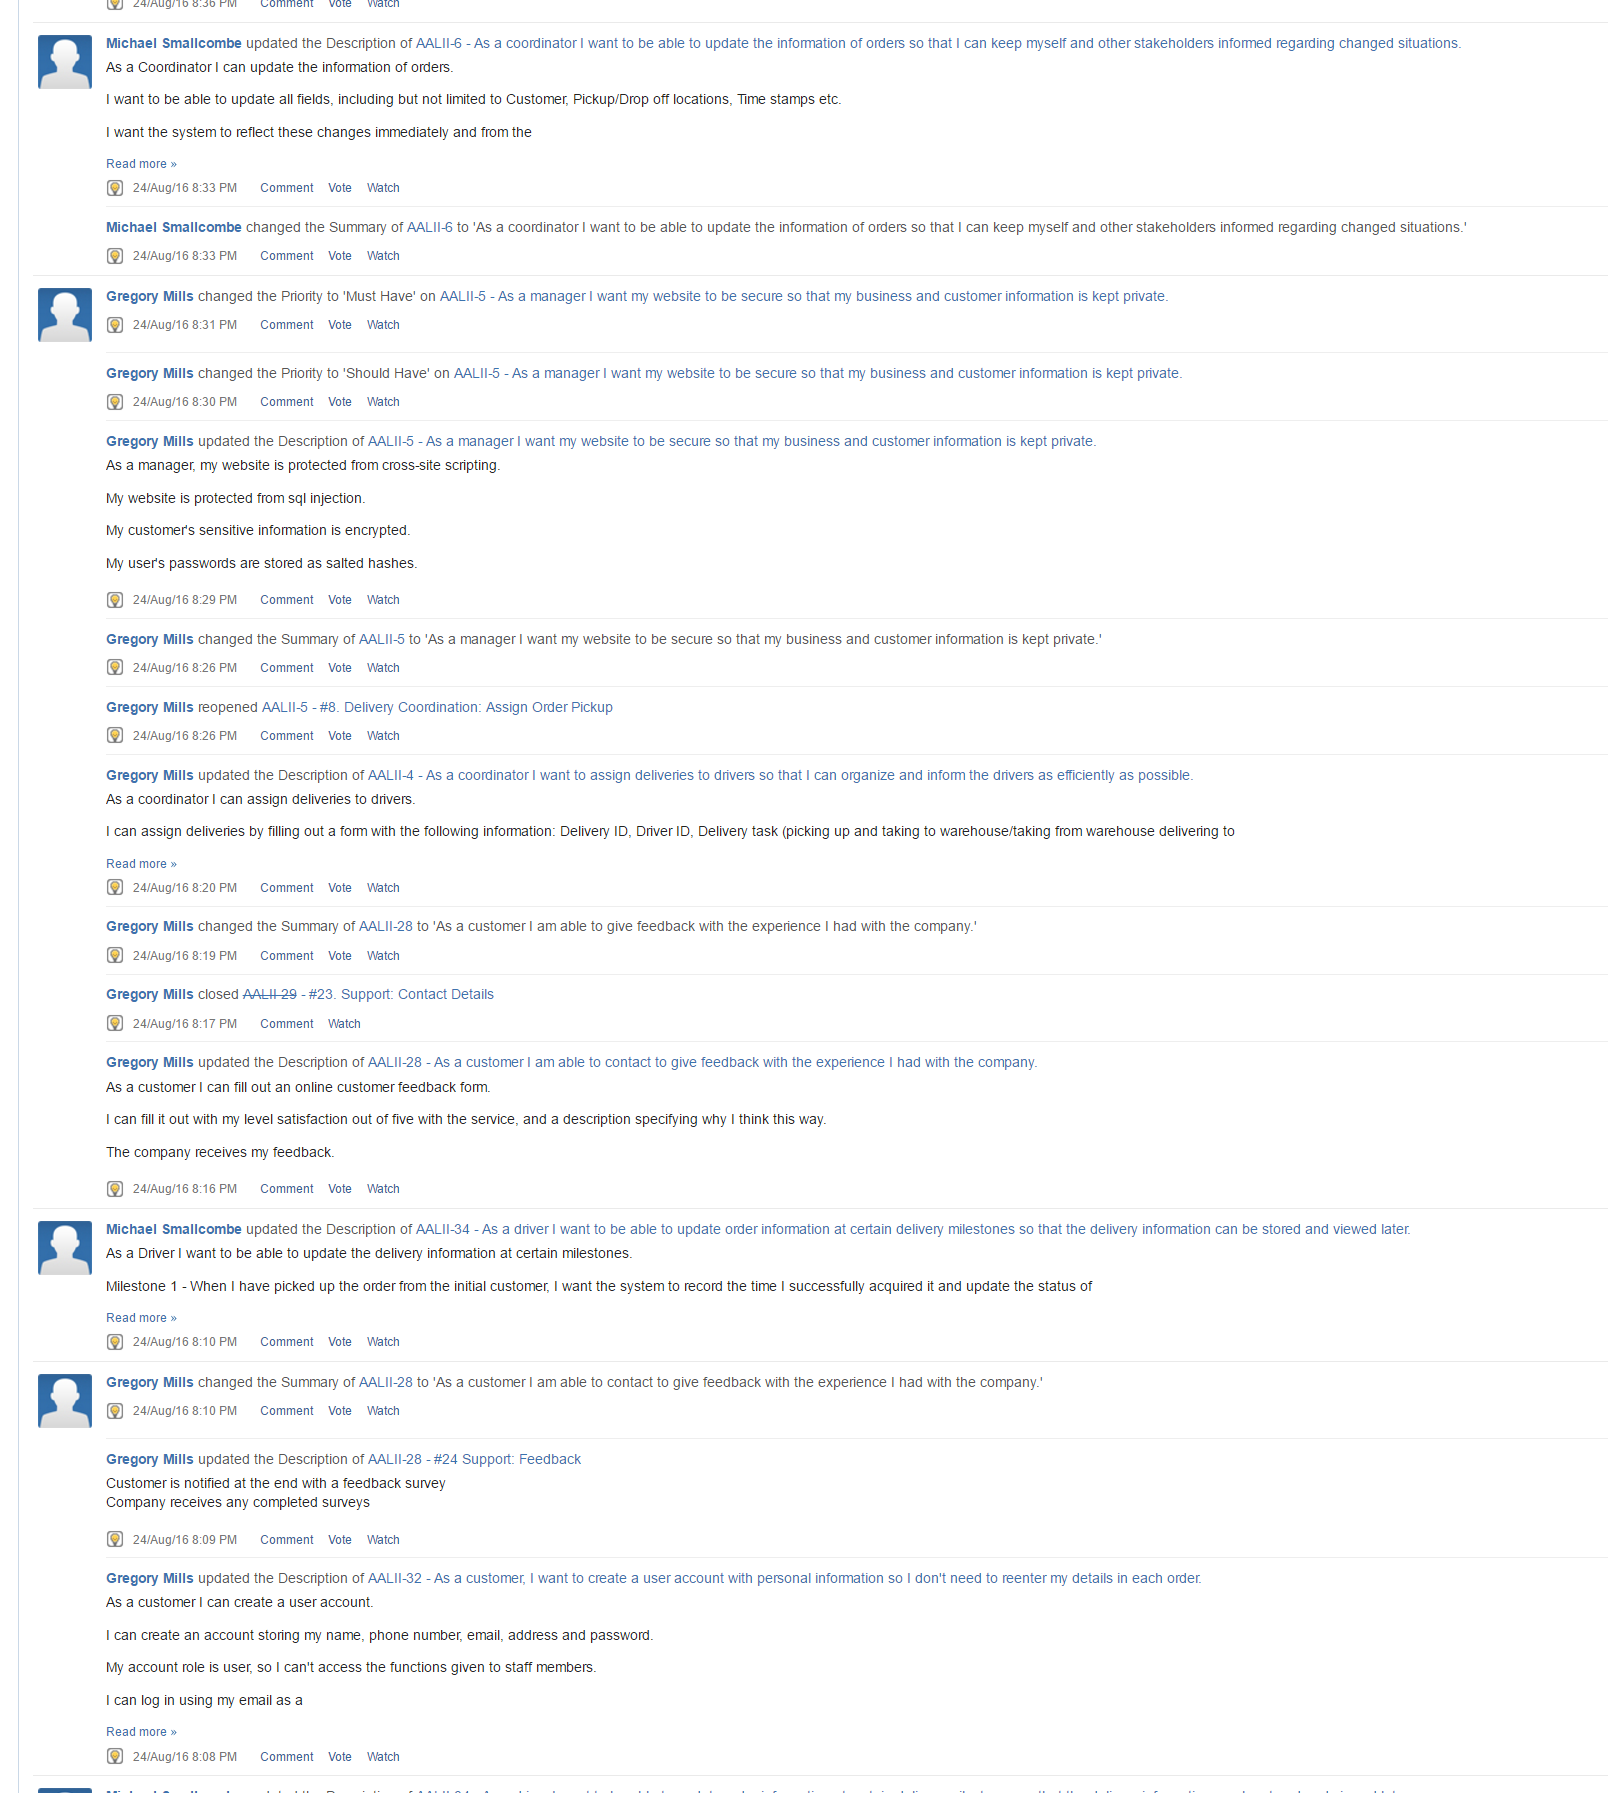 24/Aug/16 8:36 PM Comment Vote Watch
Michael Smallcombe updated the Description of AALII-6 - As a coordinator I want to be able to update the information of orders so that I can keep myself and other stakeholders informed regarding changed situations.
As a Coordinator I can update the information of orders.
I want to be able to update all fields, including but not limited to Customer, Pickup/Drop off locations, Time stamps etc.
I want the system to reflect these changes immediately and from the
Read more »
24/Aug/16 8:33 PM Comment Vote Watch
Michael Smallcombe changed the Summary of AALII-6 to 'As a coordinator I want to be able to update the information of orders so that I can keep myself and other stakeholders informed regarding changed situations.'
24/Aug/16 8:33 PM Comment Vote Watch
Gregory Mills changed the Priority to 'Must Have' on AALII-5 - As a manager I want my website to be secure so that my business and customer information is kept private.
24/Aug/16 8:31 PM Comment Vote Watch
Gregory Mills changed the Priority to 'Should Have' on AALII-5 - As a manager I want my website to be secure so that my business and customer information is kept private.
24/Aug/16 8:30 PM Comment Vote Watch
Gregory Mills updated the Description of AALII-5 - As a manager I want my website to be secure so that my business and customer information is kept private.
As a manager, my website is protected from cross-site scripting.
My website is protected from sql injection.
My customer's sensitive information is encrypted.
My user's passwords are stored as salted hashes.
24/Aug/16 8:29 PM Comment Vote Watch
Gregory Mills changed the Summary of AALII-5 to 'As a manager I want my website to be secure so that my business and customer information is kept private.'
24/Aug/16 8:26 PM Comment Vote Watch
Gregory Mills reopened AALII-5 - #8. Delivery Coordination: Assign Order Pickup
24/Aug/16 8:26 PM Comment Vote Watch
Gregory Mills updated the Description of AALII-4 - As a coordinator I want to assign deliveries to drivers so that I can organize and inform the drivers as efficiently as possible.
As a coordinator I can assign deliveries to drivers.
I can assign deliveries by filling out a form with the following information: Delivery ID, Driver ID, Delivery task (picking up and taking to warehouse/taking from warehouse delivering to
Read more »
24/Aug/16 8:20 PM Comment Vote Watch
Gregory Mills changed the Summary of AALII-28 to 'As a customer I am able to give feedback with the experience I had with the company.'
24/Aug/16 8:19 PM Comment Vote Watch
Gregory Mills closed AALII-29 - #23. Support: Contact Details
24/Aug/16 8:17 PM Comment Watch
Gregory Mills updated the Description of AALII-28 - As a customer I am able to contact to give feedback with the experience I had with the company.
As a customer I can fill out an online customer feedback form.
I can fill it out with my level satisfaction out of five with the service, and a description specifying why I think this way.
The company receives my feedback.
24/Aug/16 8:16 PM Comment Vote Watch
Michael Smallcombe updated the Description of AALII-34 - As a driver I want to be able to update order information at certain delivery milestones so that the delivery information can be stored and viewed later.
As a Driver I want to be able to update the delivery information at certain milestones.
Milestone 1 - When I have picked up the order from the initial customer, I want the system to record the time I successfully acquired it and update the status of
Read more »
24/Aug/16 8:10 PM Comment Vote Watch
Gregory Mills changed the Summary of AALII-28 to 'As a customer I am able to contact to give feedback with the experience I had with the company.'
24/Aug/16 8:10 PM Comment Vote Watch
Gregory Mills updated the Description of AALII-28 - #24 Support: Feedback
Customer is notified at the end with a feedback survey
Company receives any completed surveys
24/Aug/16 8:09 PM Comment Vote Watch
Gregory Mills updated the Description of AALII-32 - As a customer, I want to create a user account with personal information so I don't need to reenter my details in each order.
As a customer I can create a user account.
I can create an account storing my name, phone number, email, address and password.
My account role is user, so I can't access the functions given to staff members.
I can log in using my email as a
Read more »
24/Aug/16 8:08 PM Comment Vote Watch